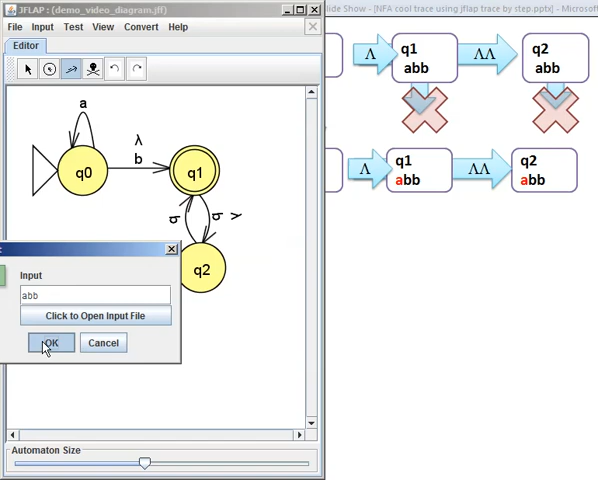 JFLAP : (demo_video_diagram.jff)
lide Show - [NFA cool trace using jflap trace by step.pptx] - Microsoft
File Input Test View Convert Help
Editor
a
q0
λ
b
q1
b
b
λ
q2
:
Input
abb
Click to Open Input File
OK
Cancel
Automaton Size
Λ
q1
abb
ΛΛ
q2
abb
Λ
q1
abb
ΛΛ
q2
abb